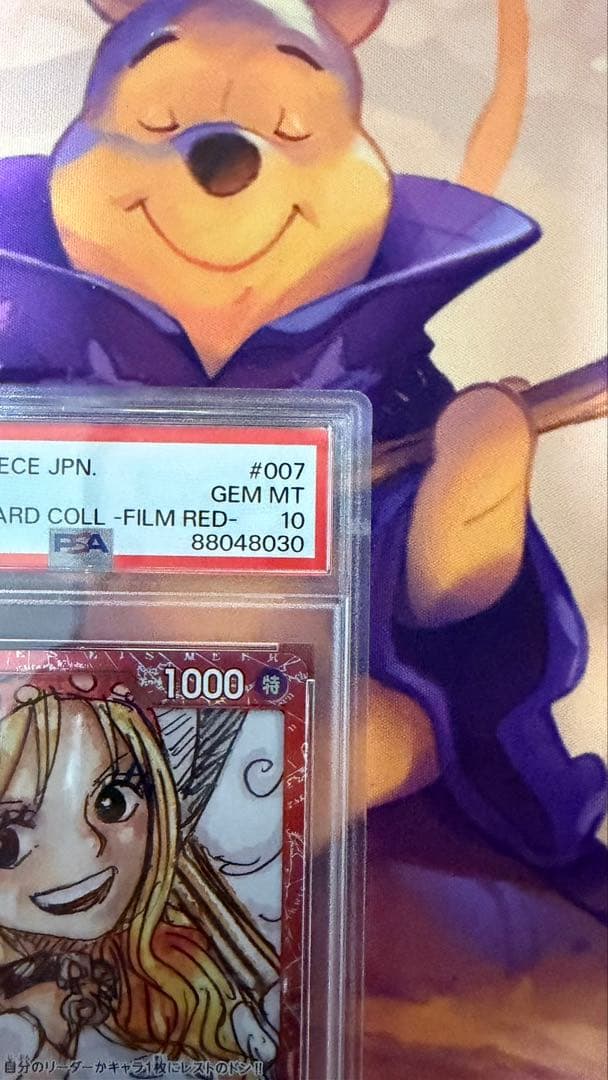 ECE JPN. #007
GEM MT
ARD COLL -FILM RED- 10
PSA 88048030
1000 特
自分のリーダーかキャラ1枚にレストのドン!!